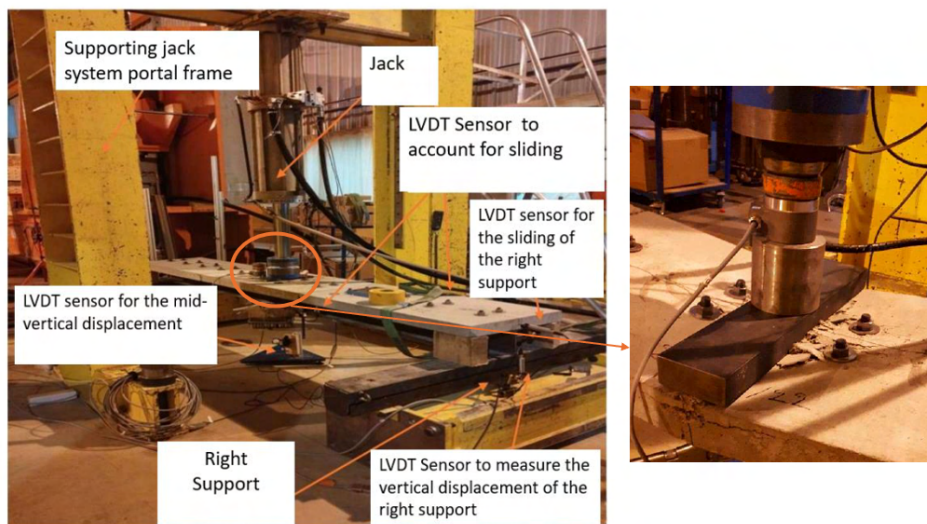 Supporting jack
system portal frame
Jack
LVDT Sensor to
account for sliding
LVDT sensor for
the sliding of
the right
support
LVDT sensor for the mid-
vertical displacement
Right
Support
LVDT Sensor to measure the
vertical displacement of the
right support